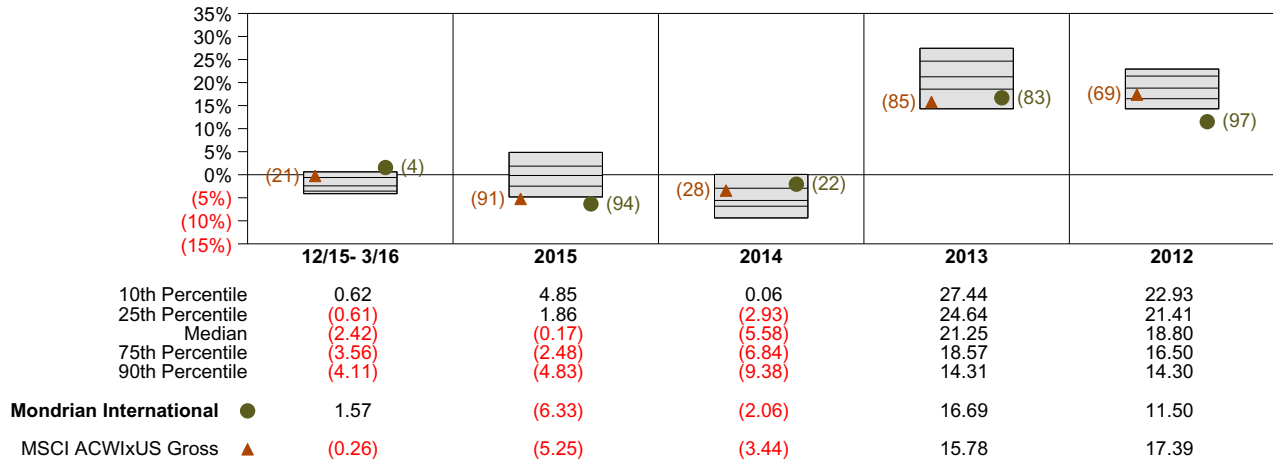 35%
30%
25%
20%
15%
10%
5%
0%
(5%)
(10%)
(15%)
(21) (4)
(91) (94)
(28) (22)
(85) (83)
(69) (97)
12/15- 3/16 2015 2014 2013 2012
10th Percentile 0.62 4.85 0.06 27.44 22.93
25th Percentile (0.61) 1.86 (2.93) 24.64 21.41
Median (2.42) (0.17) (5.58) 21.25 18.80
75th Percentile (3.56) (2.48) (6.84) 18.57 16.50
90th Percentile (4.11) (4.83) (9.38) 14.31 14.30
Mondrian International 1.57 (6.33) (2.06) 16.69 11.50
MSCI ACWIxUS Gross (0.26) (5.25) (3.44) 15.78 17.39